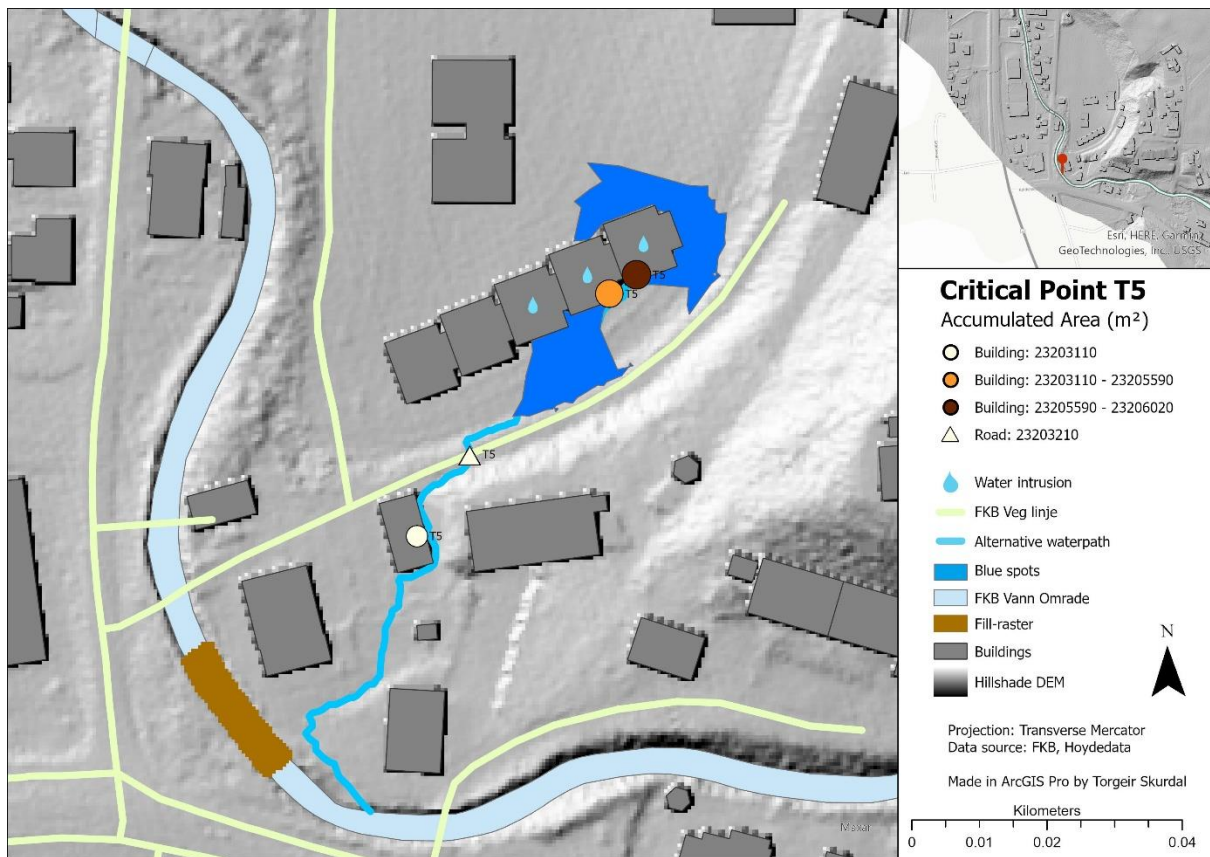 T5
T5
T5
T5
Maxar
Esri, HERE, Garmin,
GeoTechnologies, Inc., USGS
Critical Point T5
Accumulated Area (m²)
Building: 23203110
Building: 23203110 - 23205590
Building: 23205590 - 23206020
Road: 23203210
Water intrusion
FKB Veg linje
Alternative waterpath
Blue spots
FKB Vann Omrade
Fill-raster
Buildings
Hillshade DEM
N
Projection: Transverse Mercator
Data source: FKB, Hoydedata
Made in ArcGIS Pro by Torgeir Skurdal
Kilometers
0 0.01 0.02 0.04